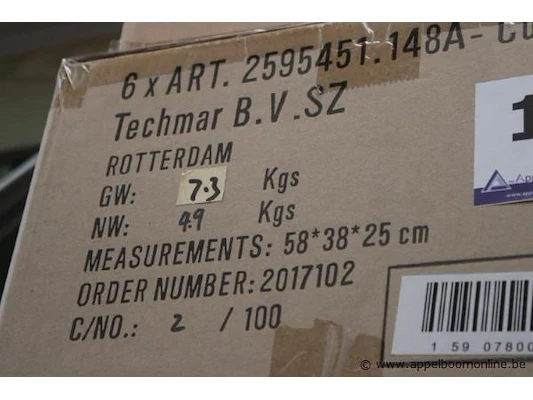 6 x ART. 2595451.148A-
Techmar B.V.SZ
ROTTERDAM
GW: 7.3 Kgs
NW: 4.9 Kgs
MEASUREMENTS: 58*38*25 cm
ORDER NUMBER: 2017102
C/NO.: 2 / 100
1
1 59 07800
© www.appelboomonline.be